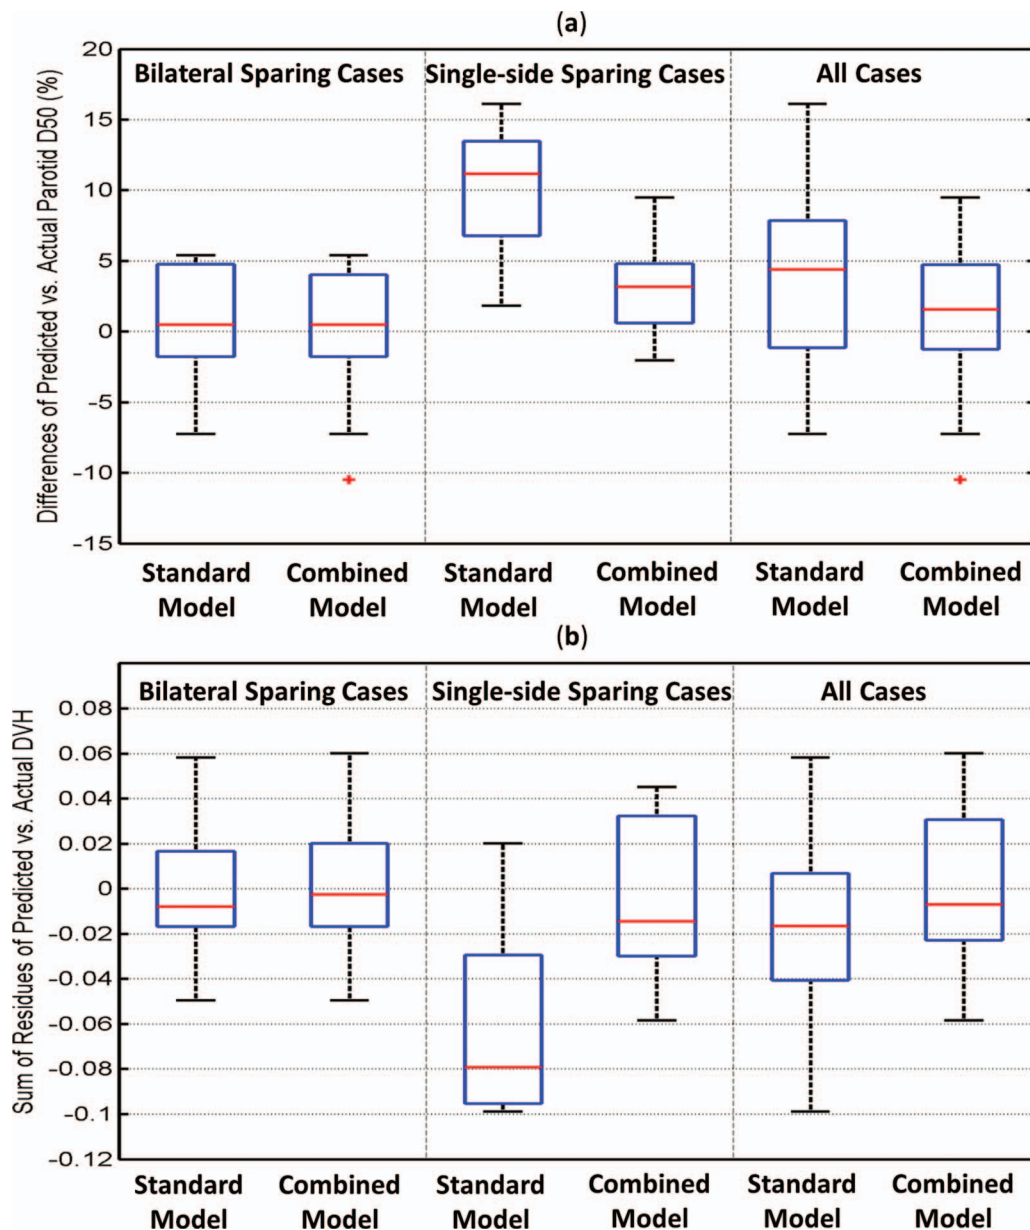 (a)
Differences of Predicted vs. Actual Parotid D50 (%)
20
15
10
5
0
-5
-10
-15
Bilateral Sparing Cases
Single-side Sparing Cases
All Cases
Standard Model
Combined Model
Standard Model
Combined Model
Standard Model
Combined Model
(b)
Sum of Residues of Predicted vs. Actual DVH
0.08
0.06
0.04
0.02
0
-0.02
-0.04
-0.06
-0.08
-0.1
-0.12
Bilateral Sparing Cases
Single-side Sparing Cases
All Cases
Standard Model
Combined Model
Standard Model
Combined Model
Standard Model
Combined Model